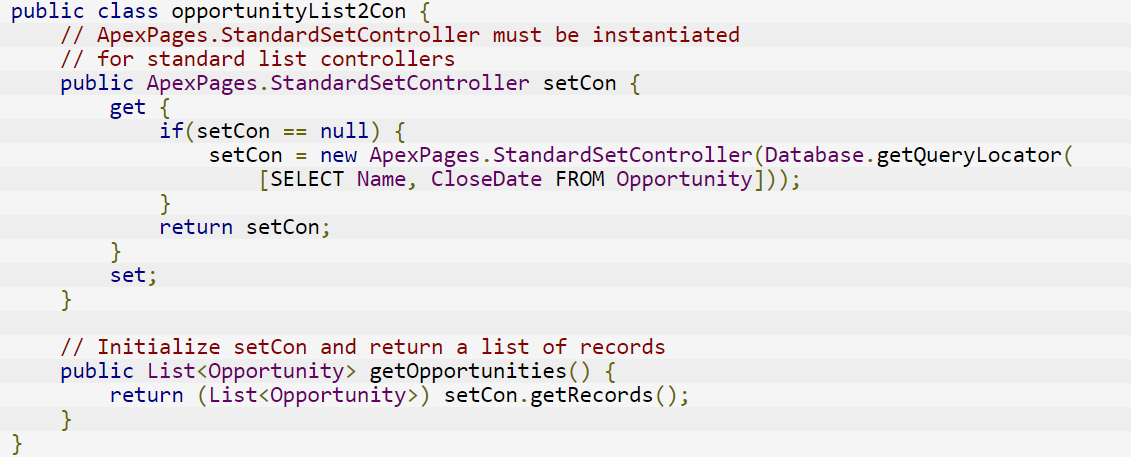 public class opportunityList2Con {
    // ApexPages.StandardSetController must be instantiated
    // for standard list controllers
    public ApexPages.StandardSetController setCon {
        get {
            if(setCon == null) {
                setCon = new ApexPages.StandardSetController(Database.getQueryLocator(
                    [SELECT Name, CloseDate FROM Opportunity]));
            }
            return setCon;
        }
        set;
    }

    // Initialize setCon and return a list of records
    public List<Opportunity> getOpportunities() {
        return (List<Opportunity>) setCon.getRecords();
    }
}